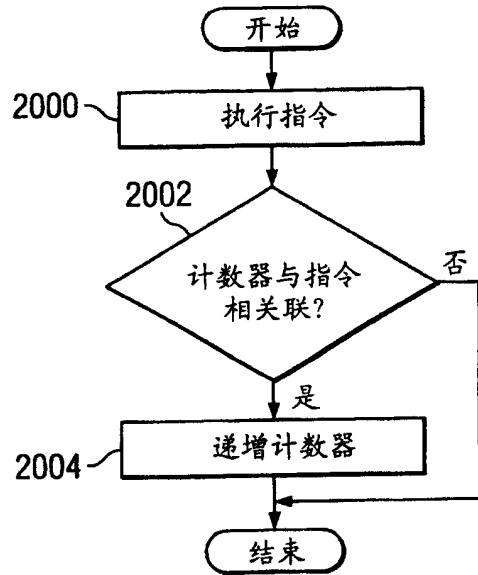 开始
2000
执行指令
2002
计数器与指令
相关联?
否
是
2004
递增计数器
结束